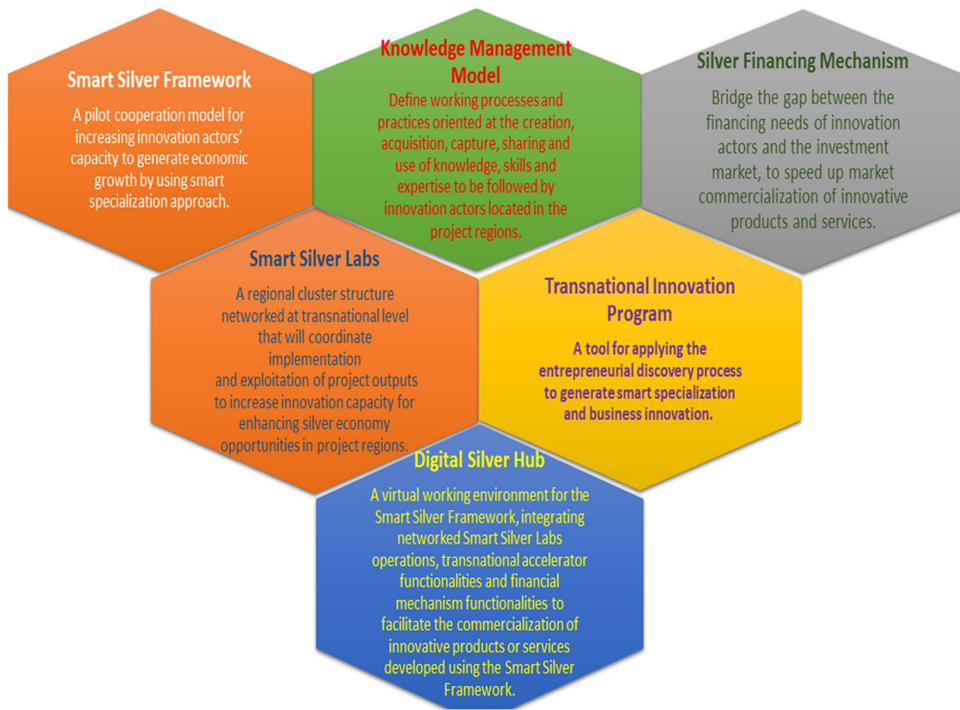 Smart Silver Framework
A pilot cooperation model for
increasing innovation actors’
capacity to generate economic
growth by using smart
specialization approach.
Knowledge Management
Model
Define working processes and
practices oriented at the creation,
acquisition, capture, sharing and
use of knowledge, skills and
expertise to be followed by
innovation actors located in the
project regions.
Silver Financing Mechanism
Bridge the gap between the
financing needs of innovation
actors and the investment
market, to speed up market
commercialization of innovative
products and services.
Smart Silver Labs
A regional cluster structure
networked at transnational level
that will coordinate
implementation
and exploitation of project outputs
to increase innovation capacity for
enhancing silver economy
opportunities in project regions.
Transnational Innovation
Program
A tool for applying the
entrepreneurial discovery process
to generate smart specialization
and business innovation.
Digital Silver Hub
A virtual working environment for the
Smart Silver Framework, integrating
networked Smart Silver Labs
operations, transnational accelerator
functionalities and financial
mechanism functionalities to
facilitate the commercialization of
innovative products or services
developed using the Smart Silver
Framework.